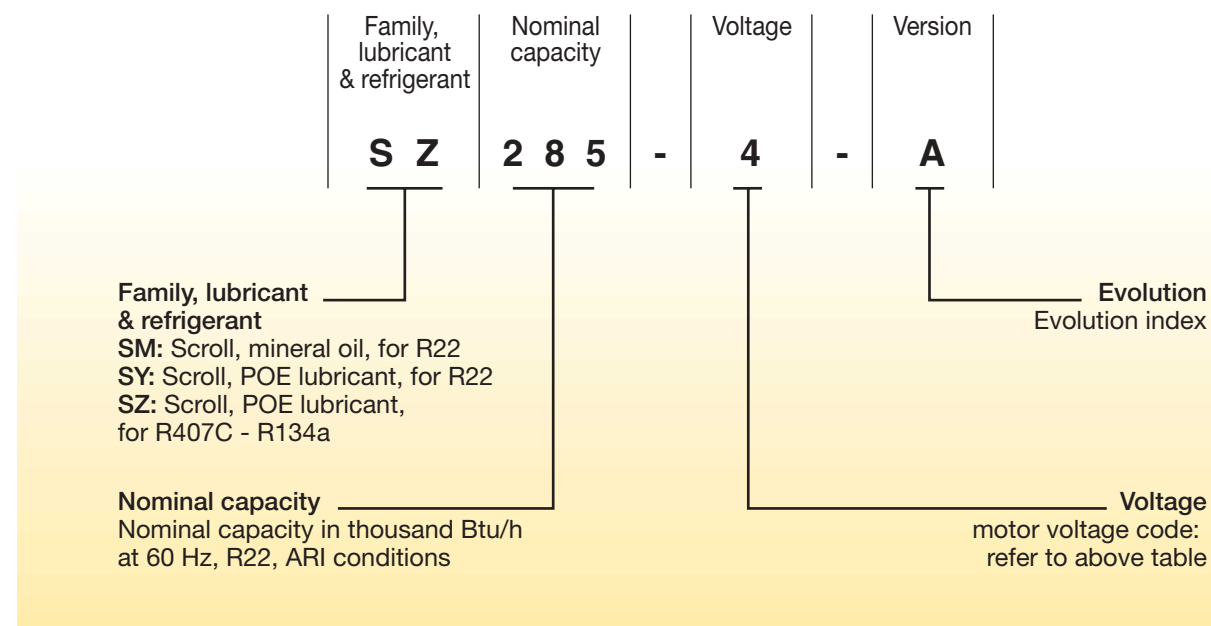 Family,
lubricant
& refrigerant
Nominal
capacity
Voltage
Version
S Z 2 8 5 - 4 - A
Family, lubricant
& refrigerant
SM: Scroll, mineral oil, for R22
SY: Scroll, POE lubricant, for R22
SZ: Scroll, POE lubricant,
for R407C - R134a
Evolution
Evolution index
Nominal capacity
Nominal capacity in thousand Btu/h
at 60 Hz, R22, ARI conditions
Voltage
motor voltage code:
refer to above table